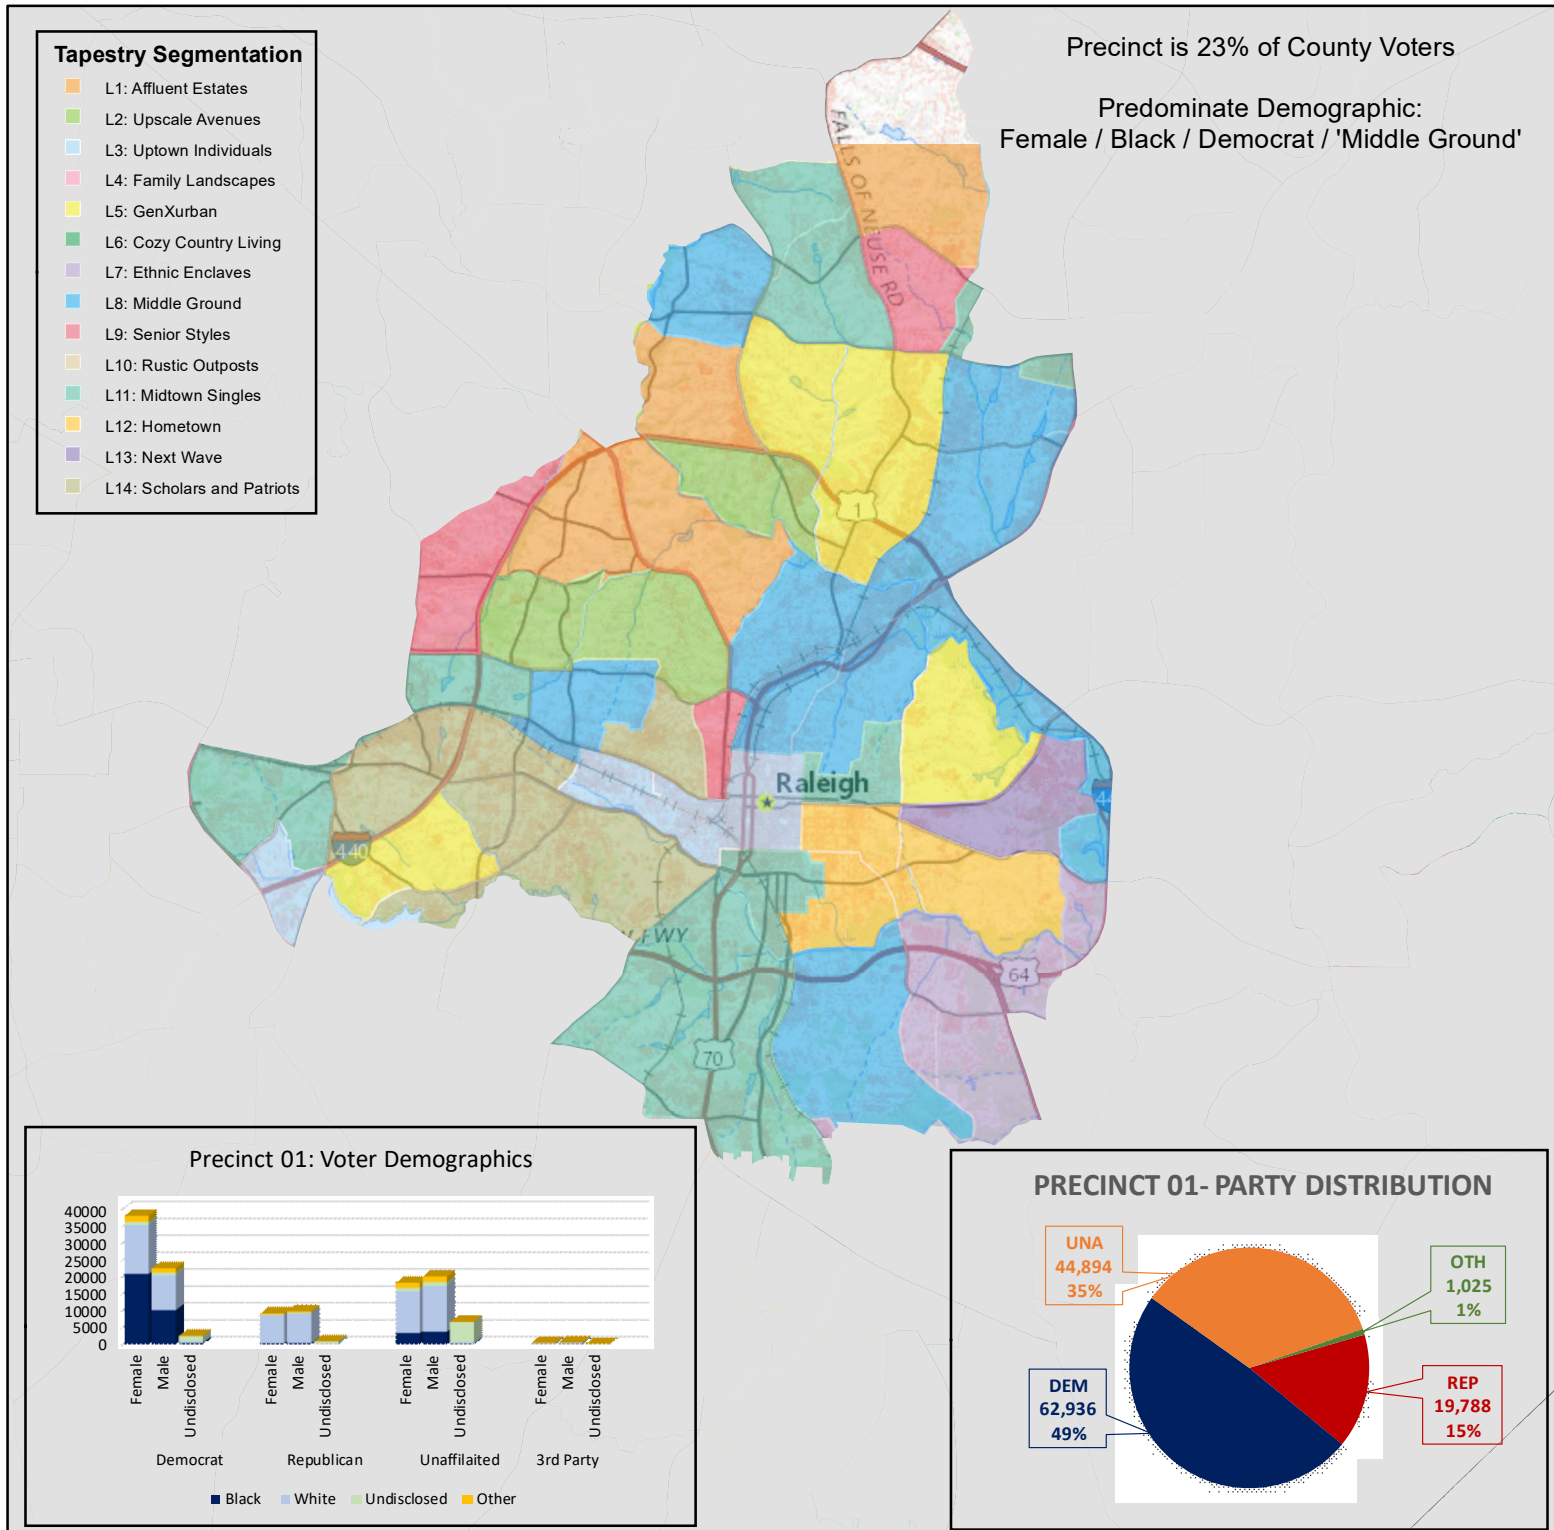 Tapestry Segmentation
L1: Affluent Estates
L2: Upscale Avenues
L3: Uptown Individuals
L4: Family Landscapes
L5: GenXurban
L6: Cozy Country Living
L7: Ethnic Enclaves
L8: Middle Ground
L9: Senior Styles
L10: Rustic Outposts
L11: Midtown Singles
L12: Hometown
L13: Next Wave
L14: Scholars and Patriots
Precinct is 23% of County Voters
Predominate Demographic:
Female / Black / Democrat / 'Middle Ground'
FALLS OF NEUSE RD
1
Raleigh
440
44
FWY
64
70
Precinct 01: Voter Demographics
40000
35000
30000
25000
20000
15000
10000
5000
0
Female
Male
Undisclosed
Female
Male
Undisclosed
Female
Male
Undisclosed
Female
Male
Undisclosed
Democrat
Republican
Unaffilaited
3rd Party
Black
White
Undisclosed
Other
PRECINCT 01- PARTY DISTRIBUTION
UNA
44,894
35%
OTH
1,025
1%
DEM
62,936
49%
REP
19,788
15%